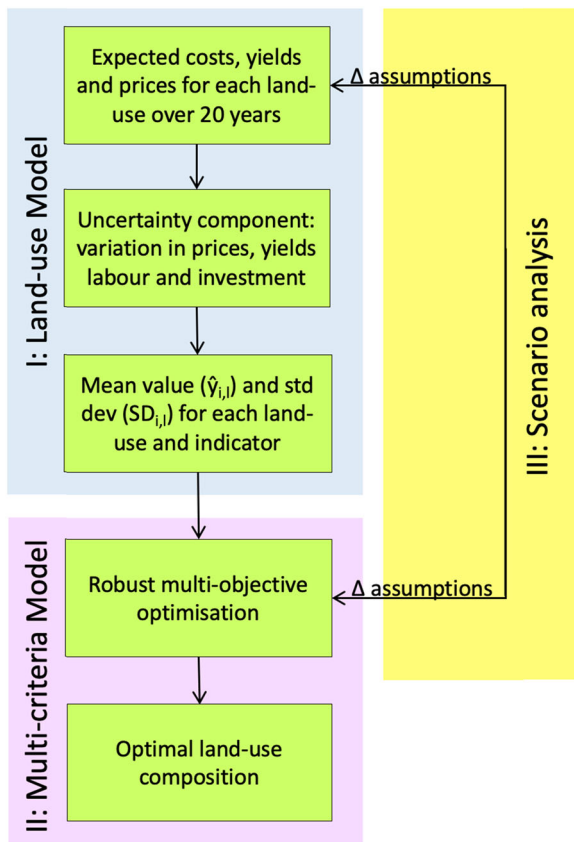 I: Land-use Model
Expected costs, yields
and prices for each land-
use over 20 years
Uncertainty component:
variation in prices, yields
labour and investment
Mean value (ŷi,l) and std
dev (SDi,l) for each land-
use and indicator
II: Multi-criteria Model
Robust multi-objective
optimisation
Optimal land-use
composition
III: Scenario analysis
Δ assumptions
Δ assumptions